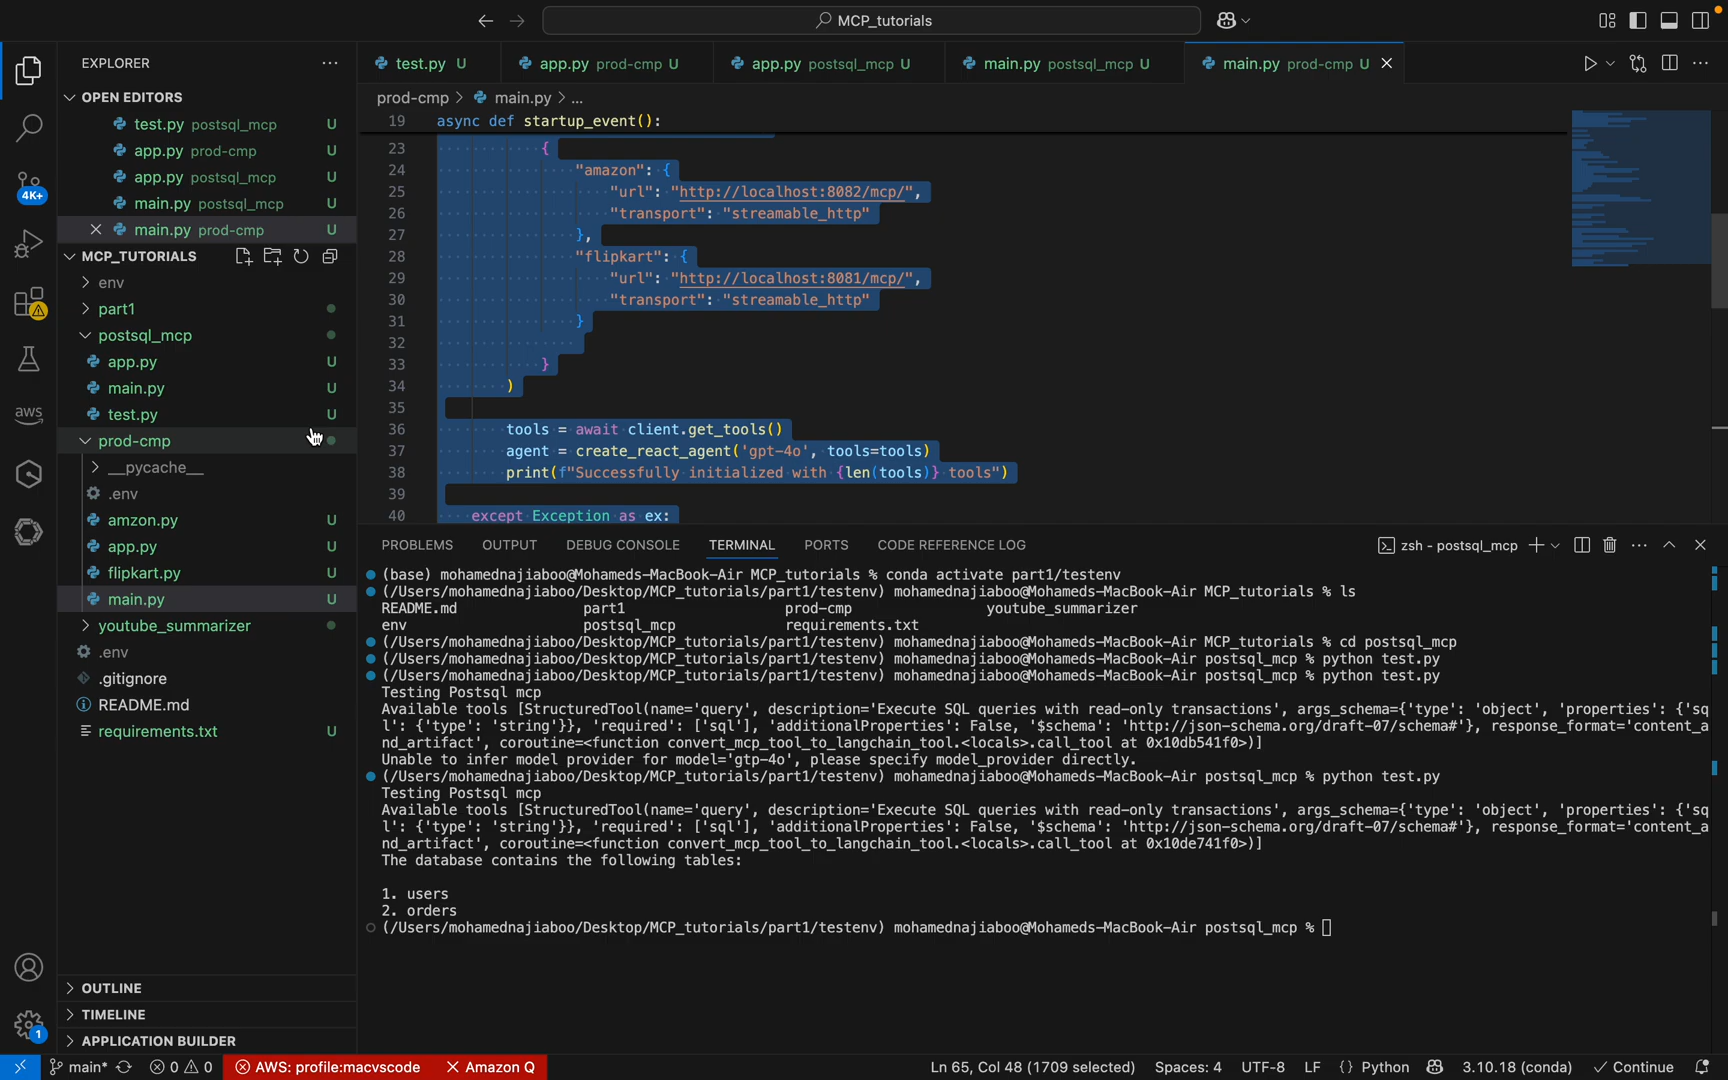 MCP_tutorials
EXPLORER
test.py U
app.py prod-cmp U
app.py postsql_mcp U
main.py postsql_mcp U
main.py prod-cmp U
OPEN EDITORS
prod-cmp > main.py > ...
test.py postsql_mcp U
app.py prod-cmp U
app.py postsql_mcp U
main.py postsql_mcp U
main.py prod-cmp U
4K+
MCP_TUTORIALS
env
part1
postsql_mcp
app.py U
main.py U
test.py U
prod-cmp
__pycache__
.env
amzon.py U
app.py U
flipkart.py U
main.py U
youtube_summarizer
.env
.gitignore
README.md
requirements.txt U
aws
1
OUTLINE
TIMELINE
APPLICATION BUILDER
19 async def startup_event():
23 {
24 "amazon": {
25 "url": "http://localhost:8082/mcp/",
26 "transport": "streamable_http"
27 },
28 "flipkart": {
29 "url": "http://localhost:8081/mcp/",
30 "transport": "streamable_http"
31 }
32
33 }
34 )
35
36 tools = await client.get_tools()
37 agent = create_react_agent('gpt-4o', tools=tools)
38 print(f"Successfully initialized with {len(tools)} tools")
39
40 except Exception as ex:
PROBLEMS OUTPUT DEBUG CONSOLE TERMINAL PORTS CODE REFERENCE LOG
zsh - postsql_mcp
(base) mohamednajiaboo@Mohameds-MacBook-Air MCP_tutorials % conda activate part1/testenv
(/Users/mohamednajiaboo/Desktop/MCP_tutorials/part1/testenv) mohamednajiaboo@Mohameds-MacBook-Air MCP_tutorials % ls
README.md part1 prod-cmp youtube_summarizer
env postsql_mcp requirements.txt
(/Users/mohamednajiaboo/Desktop/MCP_tutorials/part1/testenv) mohamednajiaboo@Mohameds-MacBook-Air MCP_tutorials % cd postsql_mcp
(/Users/mohamednajiaboo/Desktop/MCP_tutorials/part1/testenv) mohamednajiaboo@Mohameds-MacBook-Air postsql_mcp % python test.py
(/Users/mohamednajiaboo/Desktop/MCP_tutorials/part1/testenv) mohamednajiaboo@Mohameds-MacBook-Air postsql_mcp % python test.py
Testing Postsql mcp
Available tools [StructuredTool(name='query', description='Execute SQL queries with read-only transactions', args_schema={'type': 'object', 'properties': {'sq
l': {'type': 'string'}}, 'required': ['sql'], 'additionalProperties': False, '$schema': 'http://json-schema.org/draft-07/schema#'}, response_format='content_a
nd_artifact', coroutine=<function convert_mcp_tool_to_langchain_tool.<locals>.call_tool at 0x10db541f0>)]
Unable to infer model provider for model='gtp-4o', please specify model_provider directly.
(/Users/mohamednajiaboo/Desktop/MCP_tutorials/part1/testenv) mohamednajiaboo@Mohameds-MacBook-Air postsql_mcp % python test.py
Testing Postsql mcp
Available tools [StructuredTool(name='query', description='Execute SQL queries with read-only transactions', args_schema={'type': 'object', 'properties': {'sq
l': {'type': 'string'}}, 'required': ['sql'], 'additionalProperties': False, '$schema': 'http://json-schema.org/draft-07/schema#'}, response_format='content_a
nd_artifact', coroutine=<function convert_mcp_tool_to_langchain_tool.<locals>.call_tool at 0x10de741f0>)]
The database contains the following tables:
1. users
2. orders
(/Users/mohamednajiaboo/Desktop/MCP_tutorials/part1/testenv) mohamednajiaboo@Mohameds-MacBook-Air postsql_mcp %
main* 0 0 AWS: profile:macvscode Amazon Q Ln 65, Col 48 (1709 selected) Spaces: 4 UTF-8 LF {} Python 3.10.18 (conda) Continue